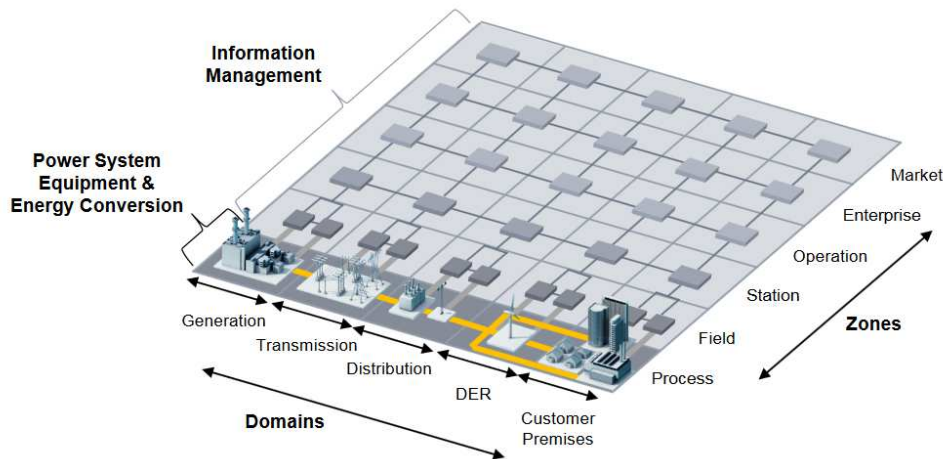 Information
Management
Power System
Equipment &
Energy Conversion
Market
Enterprise
Operation
Station
Zones
Field
Process
Generation
Transmission
Distribution
DER
Customer
Premises
Domains